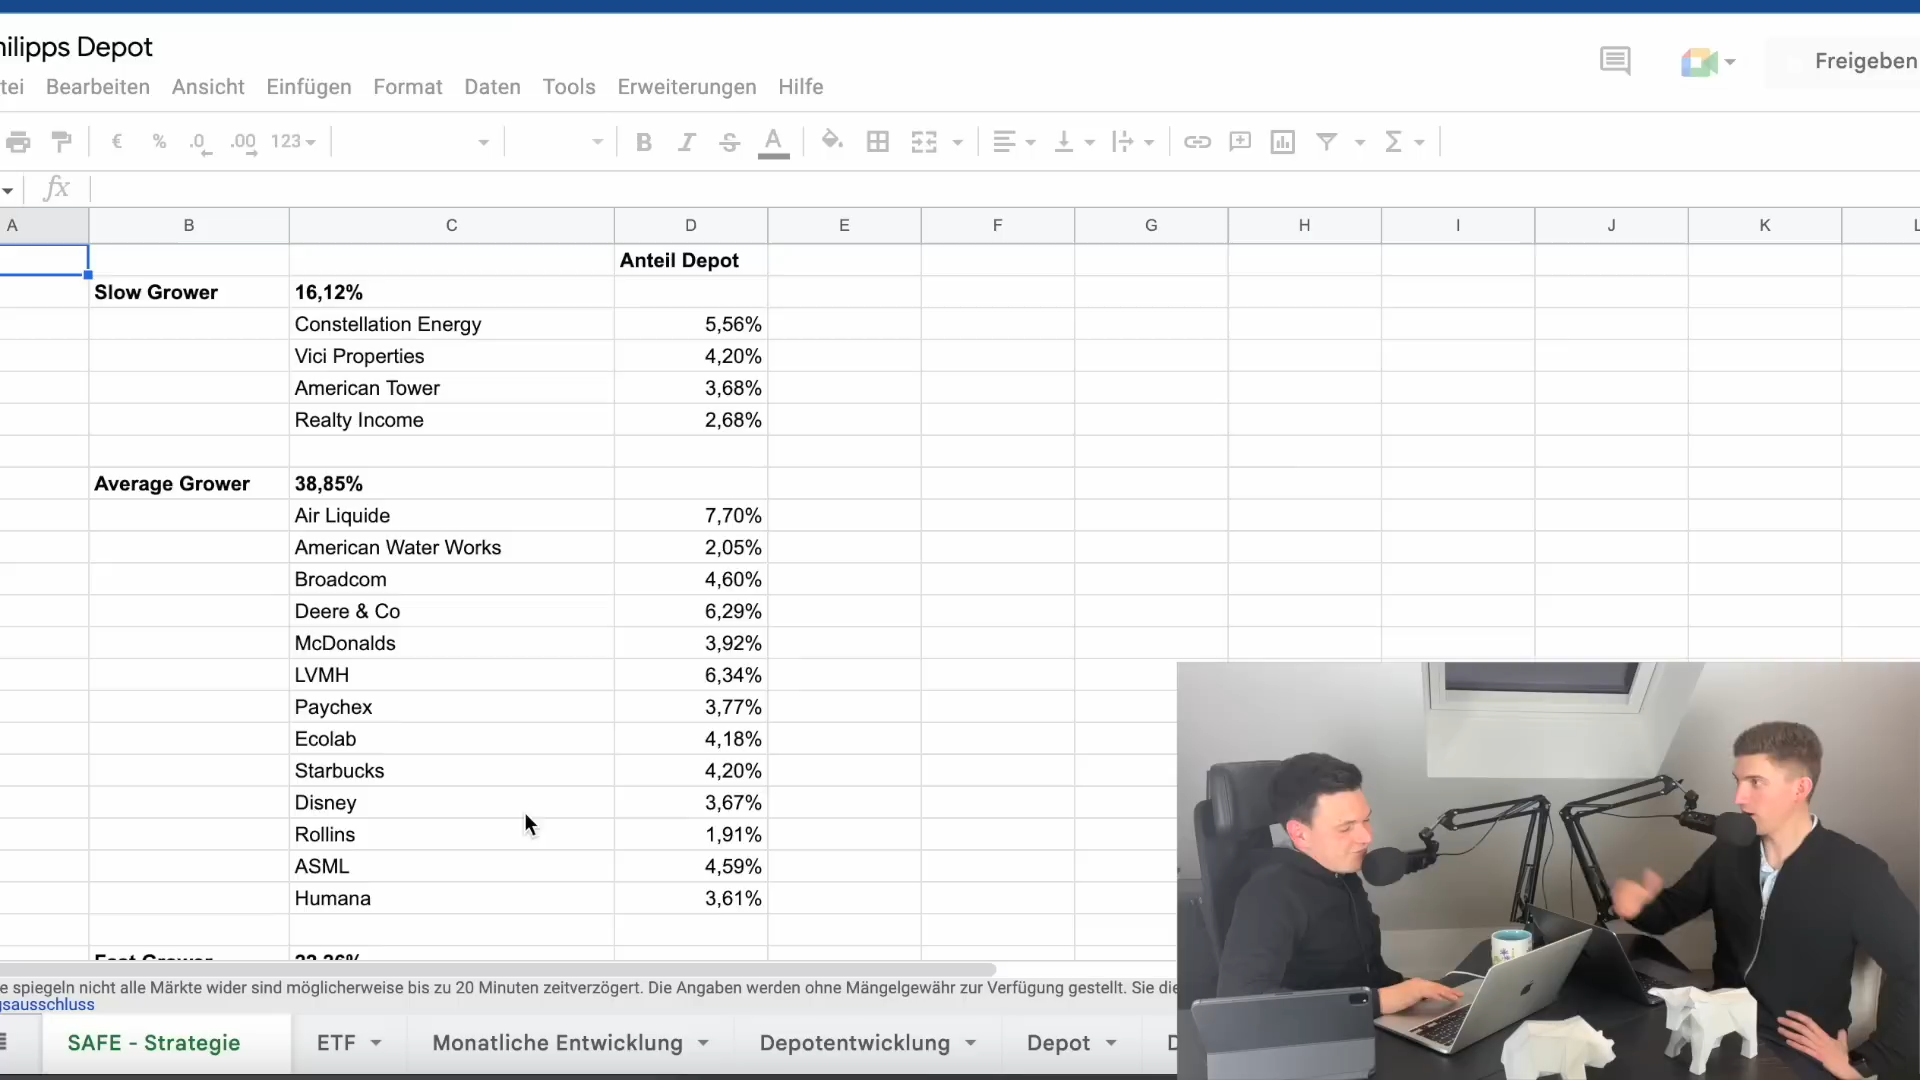 hilipps Depot
Freigeben
tei Bearbeiten Ansicht Einfügen Format Daten Tools Erweiterungen Hilfe
€ % .0 .00 123 B I S A Σ
fx
A B C D E F G H I J K L
Anteil Depot
Slow Grower 16,12%
Constellation Energy 5,56%
Vici Properties 4,20%
American Tower 3,68%
Realty Income 2,68%
Average Grower 38,85%
Air Liquide 7,70%
American Water Works 2,05%
Broadcom 4,60%
Deere & Co 6,29%
McDonalds 3,92%
LVMH 6,34%
Paychex 3,77%
Ecolab 4,18%
Starbucks 4,20%
Disney 3,67%
Rollins 1,91%
ASML 4,59%
Humana 3,61%
Fast Grower
e spiegeln nicht alle Märkte wider sind möglicherweise bis zu 20 Minuten zeitverzögert. Die Angaben werden ohne Mängelgewähr zur Verfügung gestellt. Sie die
gsausschluss
SAFE - Strategie ETF Monatliche Entwicklung Depotentwicklung Depot D